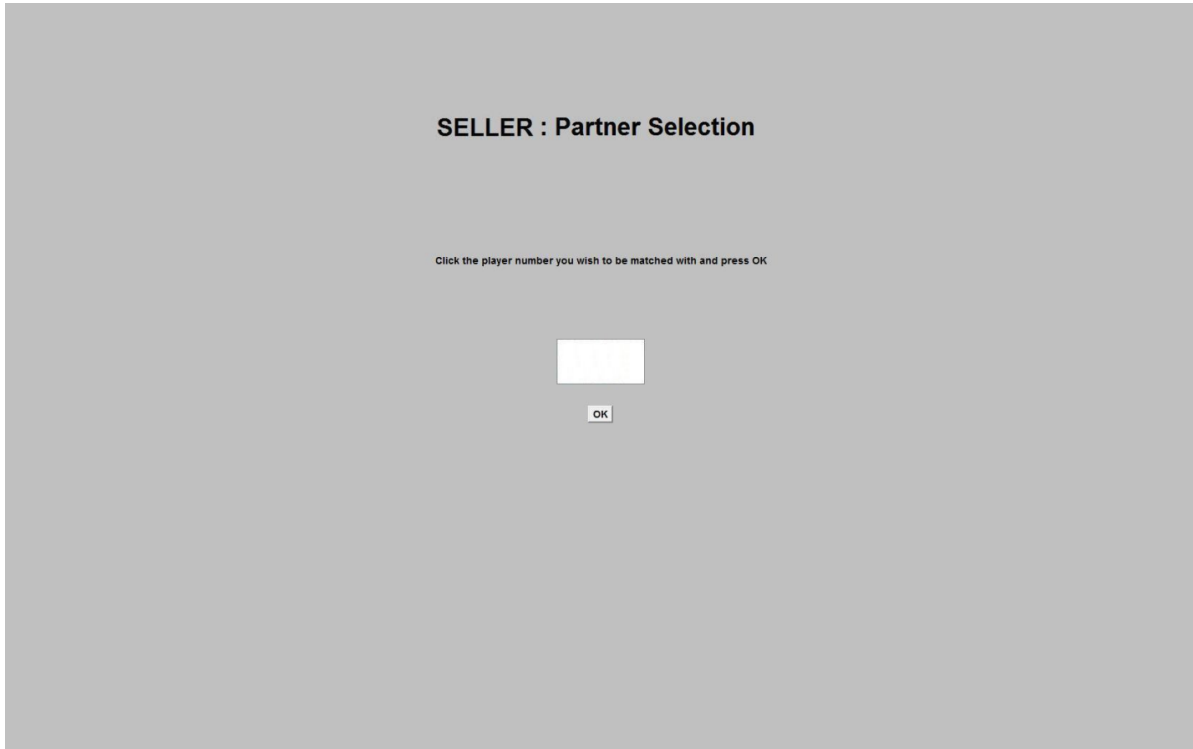 SELLER : Partner Selection
Click the player number you wish to be matched with and press OK
OK